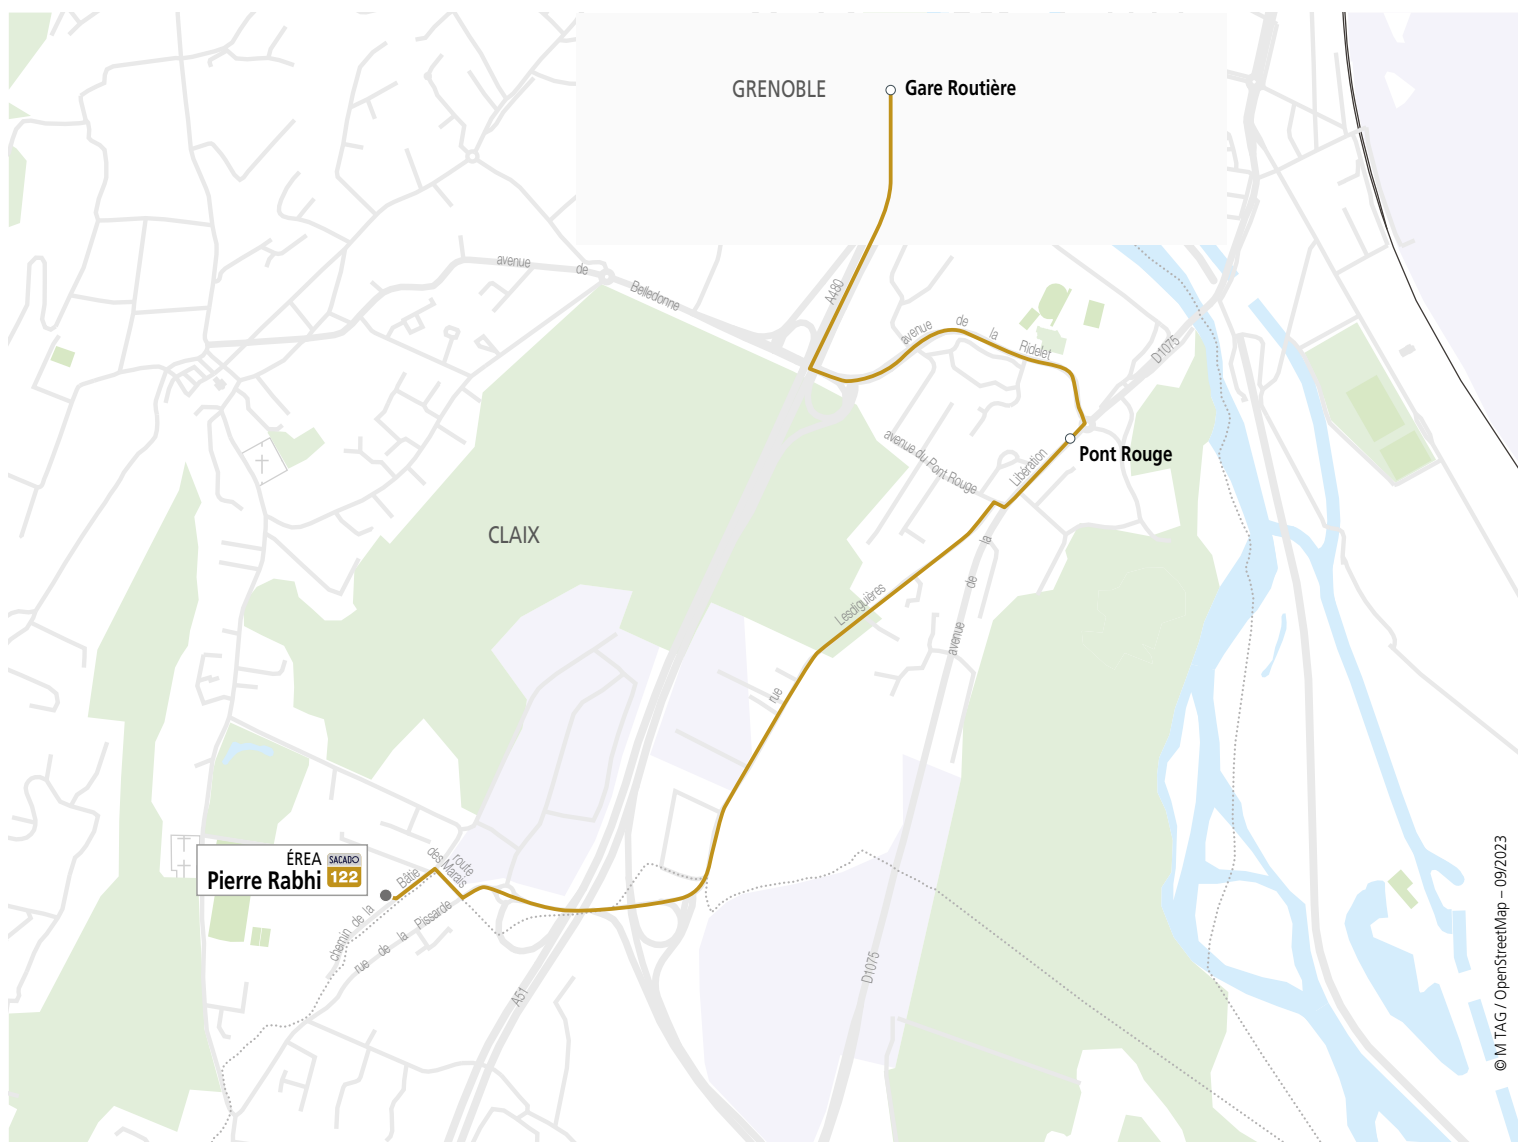 GRENOBLE
Gare Routière
avenue de Belledonne
A480
avenue de la Ridelet
D1075
avenue du Pont Rouge
Pont Rouge
avenue de la Libération
CLAIX
rue Lesdiguières
ÉREA
SACADO
Pierre Rabhi
122
chemin de la Bâtie
route des Marais
rue de la Pissarde
A51
D1075
© M TAG / OpenStreetMap – 09/2023